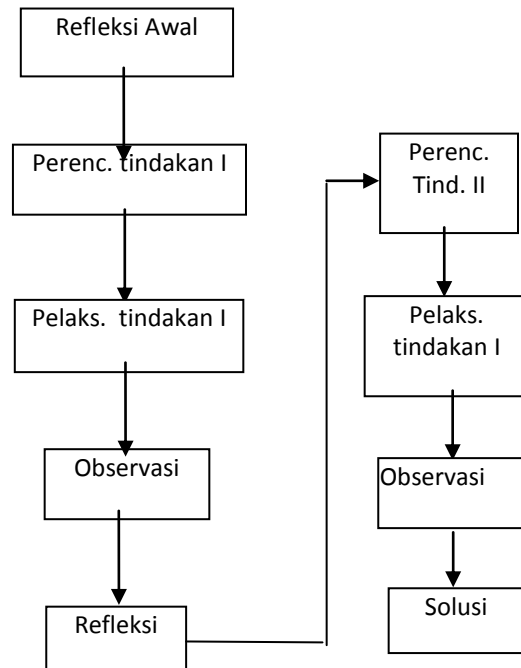 Refleksi Awal
Perenc. tindakan I
Pelaks. tindakan I
Observasi
Refleksi
Perenc.
Tind. II
Pelaks.
tindakan I
Observasi
Solusi